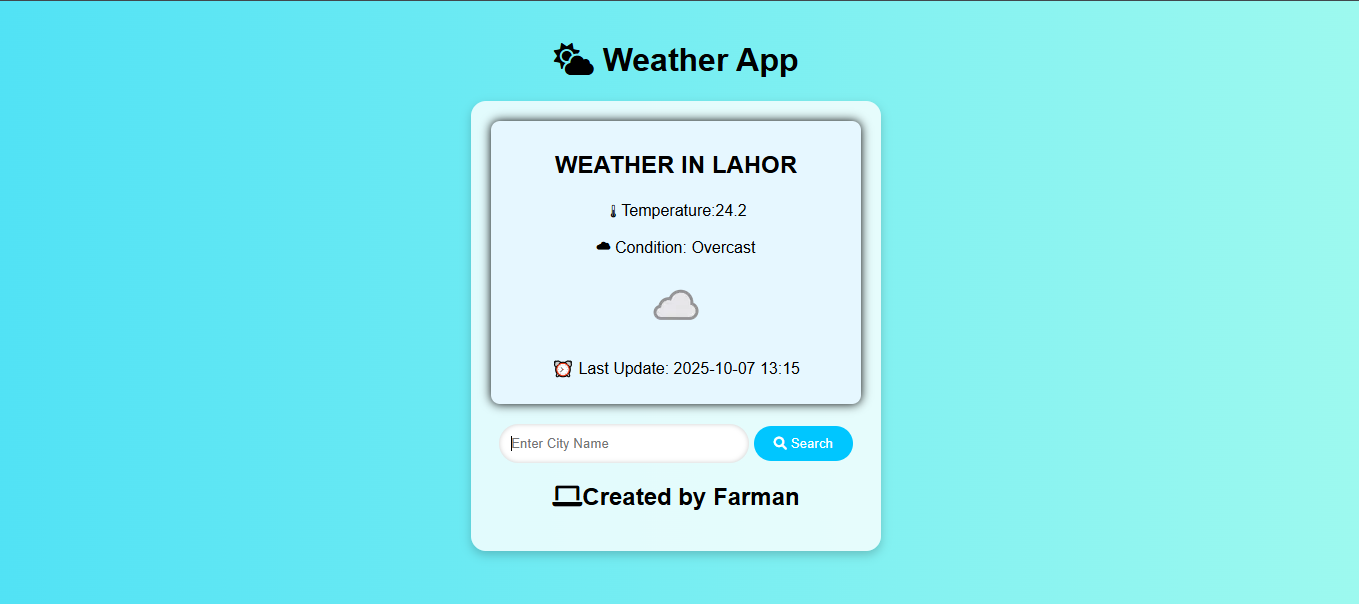 Weather App
WEATHER IN LAHOR
Temperature:24.2
Condition: Overcast
Last Update: 2025-10-07 13:15
Enter City Name
Search
Created by Farman